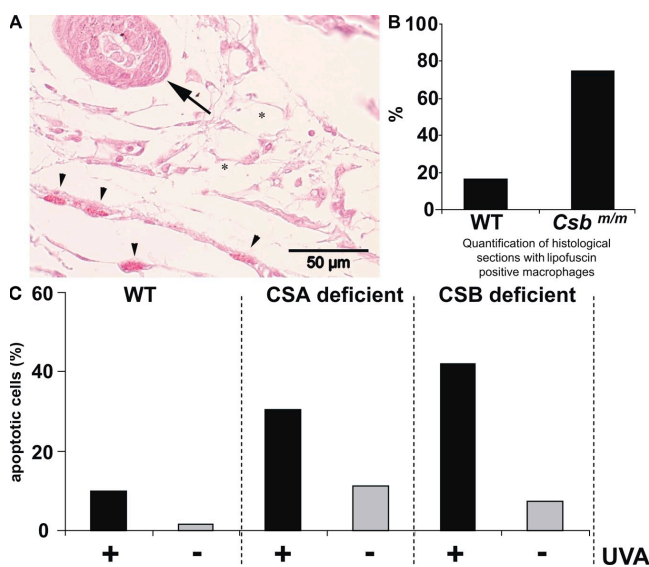 A
*
*
50 µm
B
100
80
60
40
20
0
%
WT
Csb m/m
Quantification of histological
sections with lipofuscin
positive macrophages
C
WT
CSA deficient
CSB deficient
60
40
20
0
apoptotic cells (%)
+ - + - + - UVA